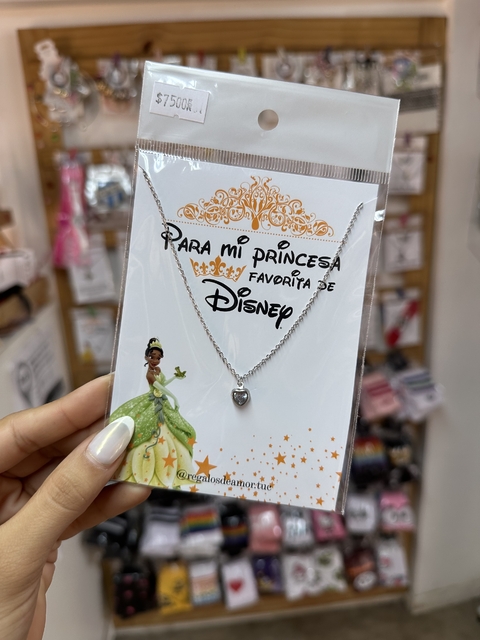 $7500
PARA MI PRINCESA
FAVORITA DE
DISNEY
@regalosdeamor.tuc